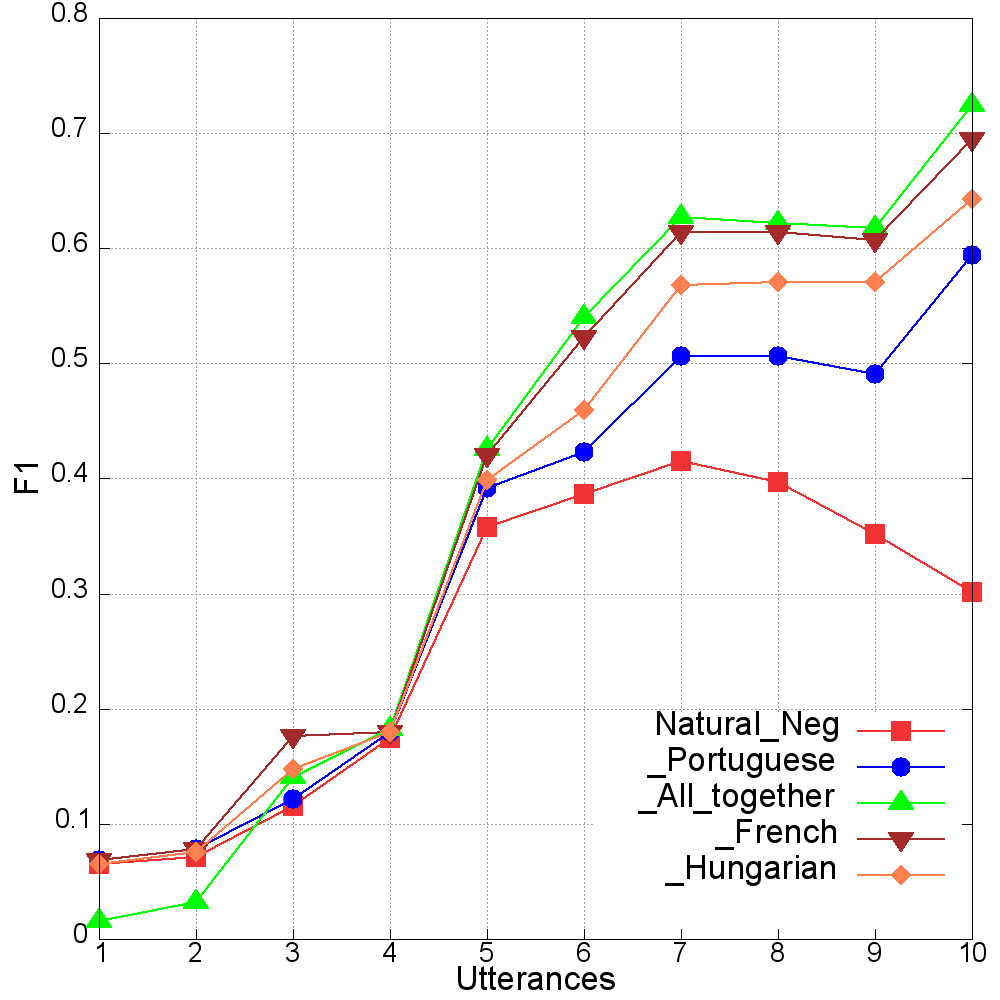 0.8
0.7
0.6
0.5
0.4
0.3
0.2
0.1
0
F1
Natural_Neg
_Portuguese
_All_together
_French
_Hungarian
1 2 3 4 5 6 7 8 9 10
Utterances